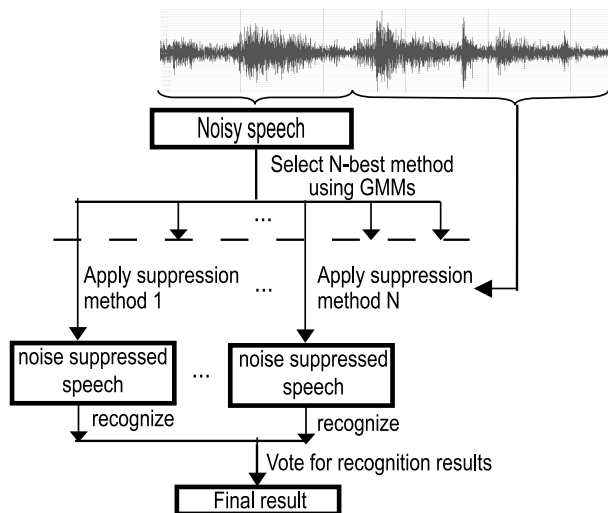 Noisy speech
Select N-best method
using GMMs
...
Apply suppression
method 1
...
Apply suppression
method N
noise suppressed
speech
...
noise suppressed
speech
recognize
recognize
Vote for recognition results
Final result